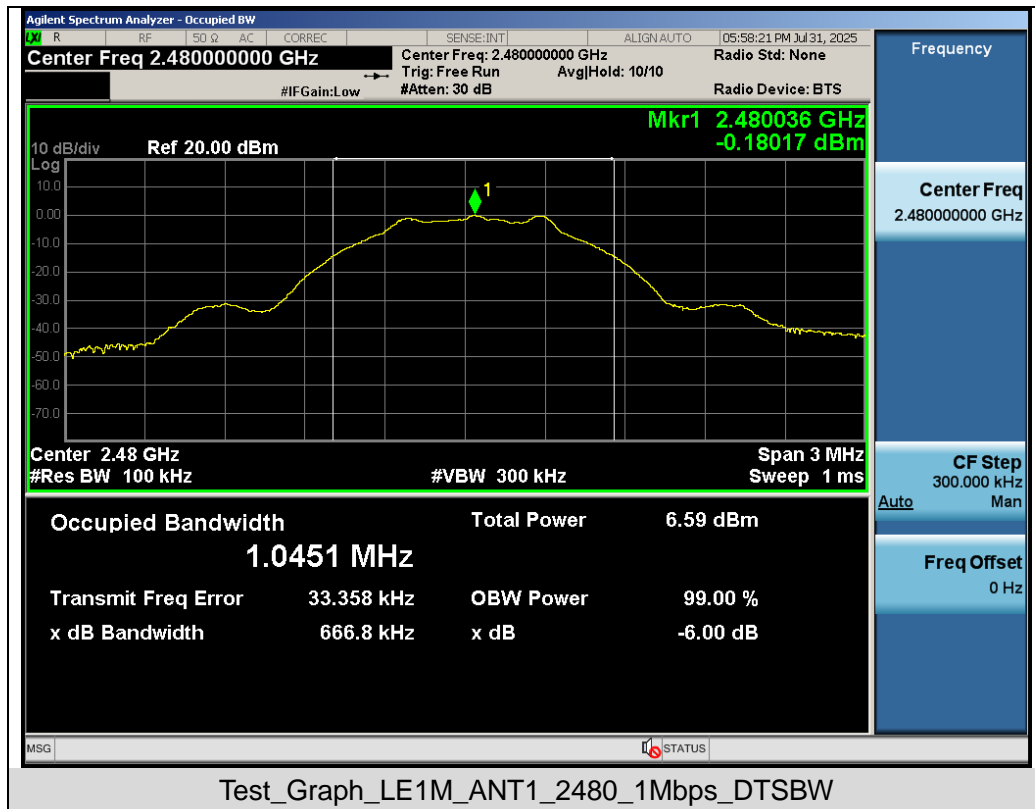 Agilent Spectrum Analyzer - Occupied BW
LXI R RF 50 Ω AC CORREC SENSE:INT ALIGN AUTO 05:58:21 PM Jul 31, 2025
Center Freq 2.480000000 GHz
Center Freq: 2.480000000 GHz
Radio Std: None
Trig: Free Run Avg|Hold: 10/10
#IFGain:Low
#Atten: 30 dB
Radio Device: BTS
Mkr1 2.480036 GHz
-0.18017 dBm
10 dB/div Ref 20.00 dBm
Log
10.0
1
0.00
-10.0
-20.0
-30.0
-40.0
-50.0
-60.0
-70.0
Center 2.48 GHz Span 3 MHz
#Res BW 100 kHz #VBW 300 kHz Sweep 1 ms
Occupied Bandwidth Total Power 6.59 dBm
1.0451 MHz
Transmit Freq Error 33.358 kHz OBW Power 99.00 %
x dB Bandwidth 666.8 kHz x dB -6.00 dB
MSG STATUS
Frequency
Center Freq
2.480000000 GHz
CF Step
300.000 kHz
Auto Man
Freq Offset
0 Hz
Test_Graph_LE1M_ANT1_2480_1Mbps_DTSBW